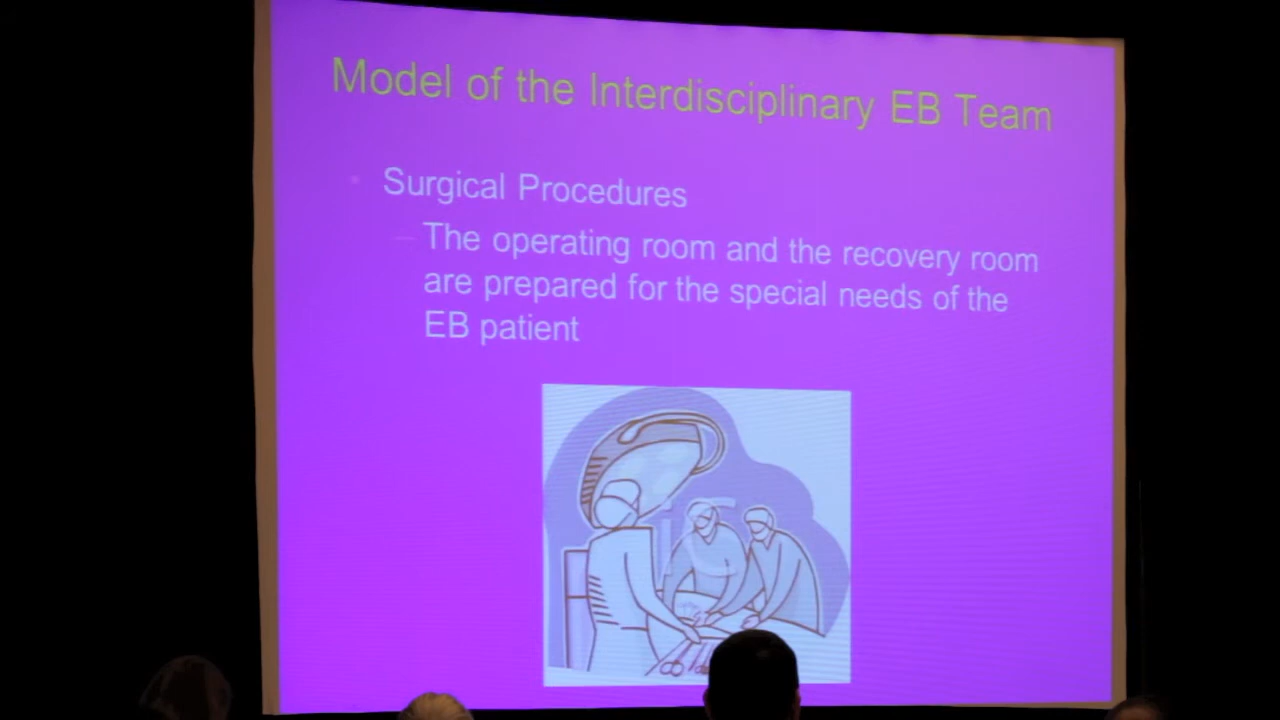 Model of the Interdisciplinary EB Team
• Surgical Procedures
– The operating room and the recovery room
are prepared for the special needs of the
EB patient